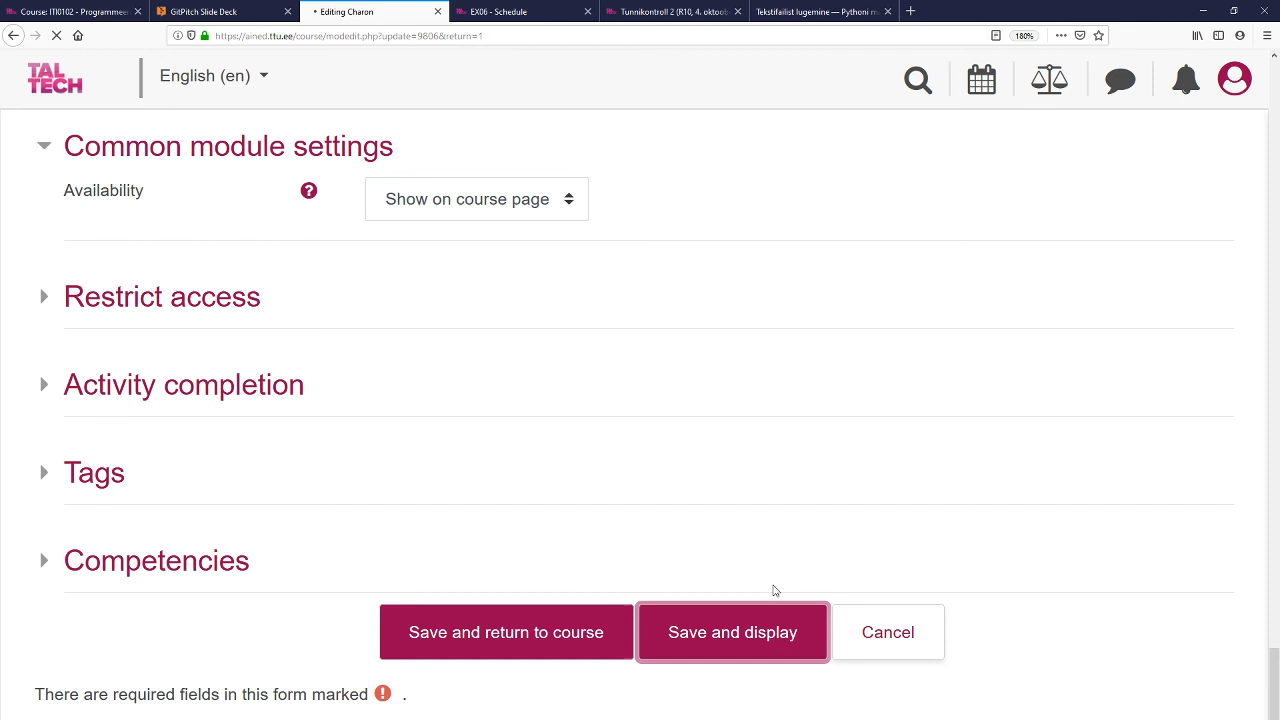 Course: ITI0102 - Programmeer
GitPitch Slide Deck
Editing Charon
EX06 - Schedule
Tunnikontroll 2 (R10, 4. oktoob
Tekstifailist lugemine — Pythoni m
https://ained.ttu.ee/course/modedit.php?update=9806&return=1
180%
TAL
TECH
English (en)
Common module settings
Availability
Show on course page
Restrict access
Activity completion
Tags
Competencies
Save and return to course
Save and display
Cancel
There are required fields in this form marked .